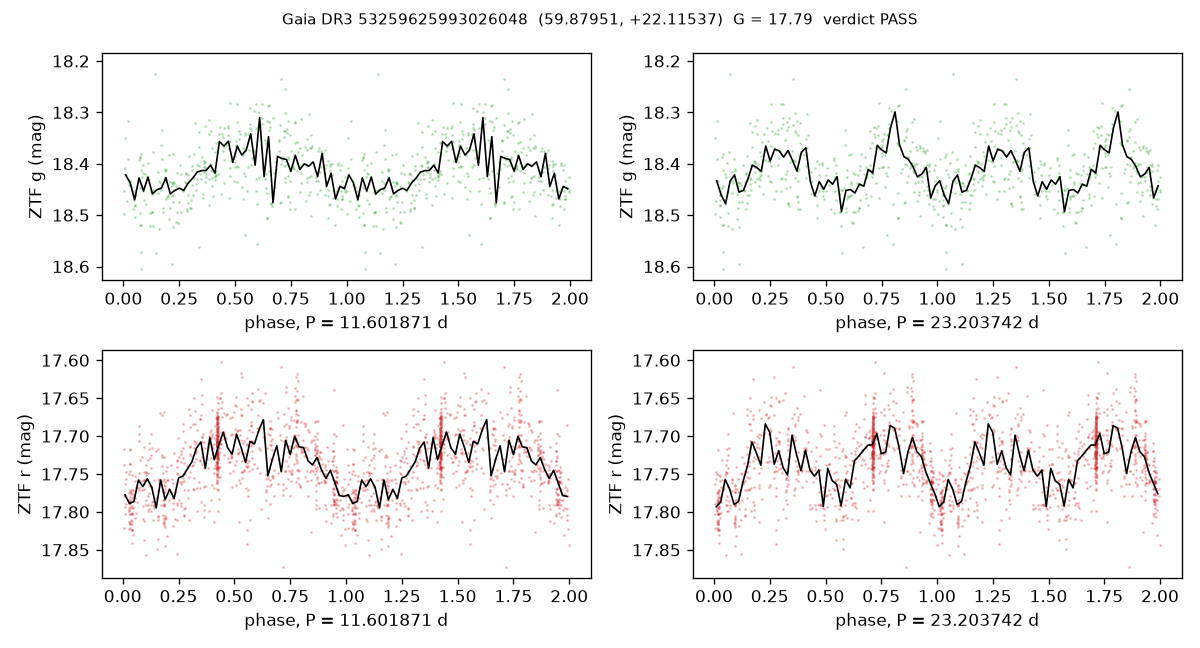 Gaia DR3 53259625993026048 (59.87951, +22.11537) G = 17.79 verdict PASS
ZTF g (mag)
18.2
18.3
18.4
18.5
18.6
0.00 0.25 0.50 0.75 1.00 1.25 1.50 1.75 2.00
phase, P = 11.601871 d
ZTF g (mag)
18.2
18.3
18.4
18.5
18.6
0.00 0.25 0.50 0.75 1.00 1.25 1.50 1.75 2.00
phase, P = 23.203742 d
ZTF r (mag)
17.60
17.65
17.70
17.75
17.80
17.85
0.00 0.25 0.50 0.75 1.00 1.25 1.50 1.75 2.00
phase, P = 11.601871 d
ZTF r (mag)
17.60
17.65
17.70
17.75
17.80
17.85
0.00 0.25 0.50 0.75 1.00 1.25 1.50 1.75 2.00
phase, P = 23.203742 d